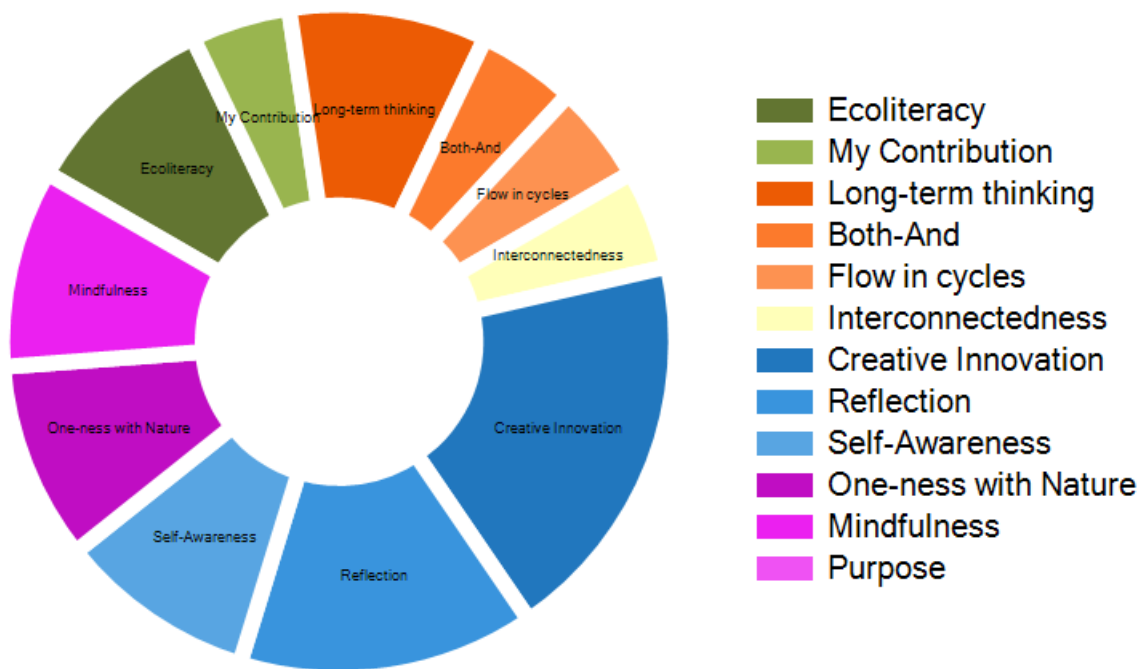 My Contribution
Long-term thinking
Both-And
Ecoliteracy
Flow in cycles
Interconnectedness
Mindfulness
One-ness with Nature
Creative Innovation
Self-Awareness
Reflection
Ecoliteracy
My Contribution
Long-term thinking
Both-And
Flow in cycles
Interconnectedness
Creative Innovation
Reflection
Self-Awareness
One-ness with Nature
Mindfulness
Purpose